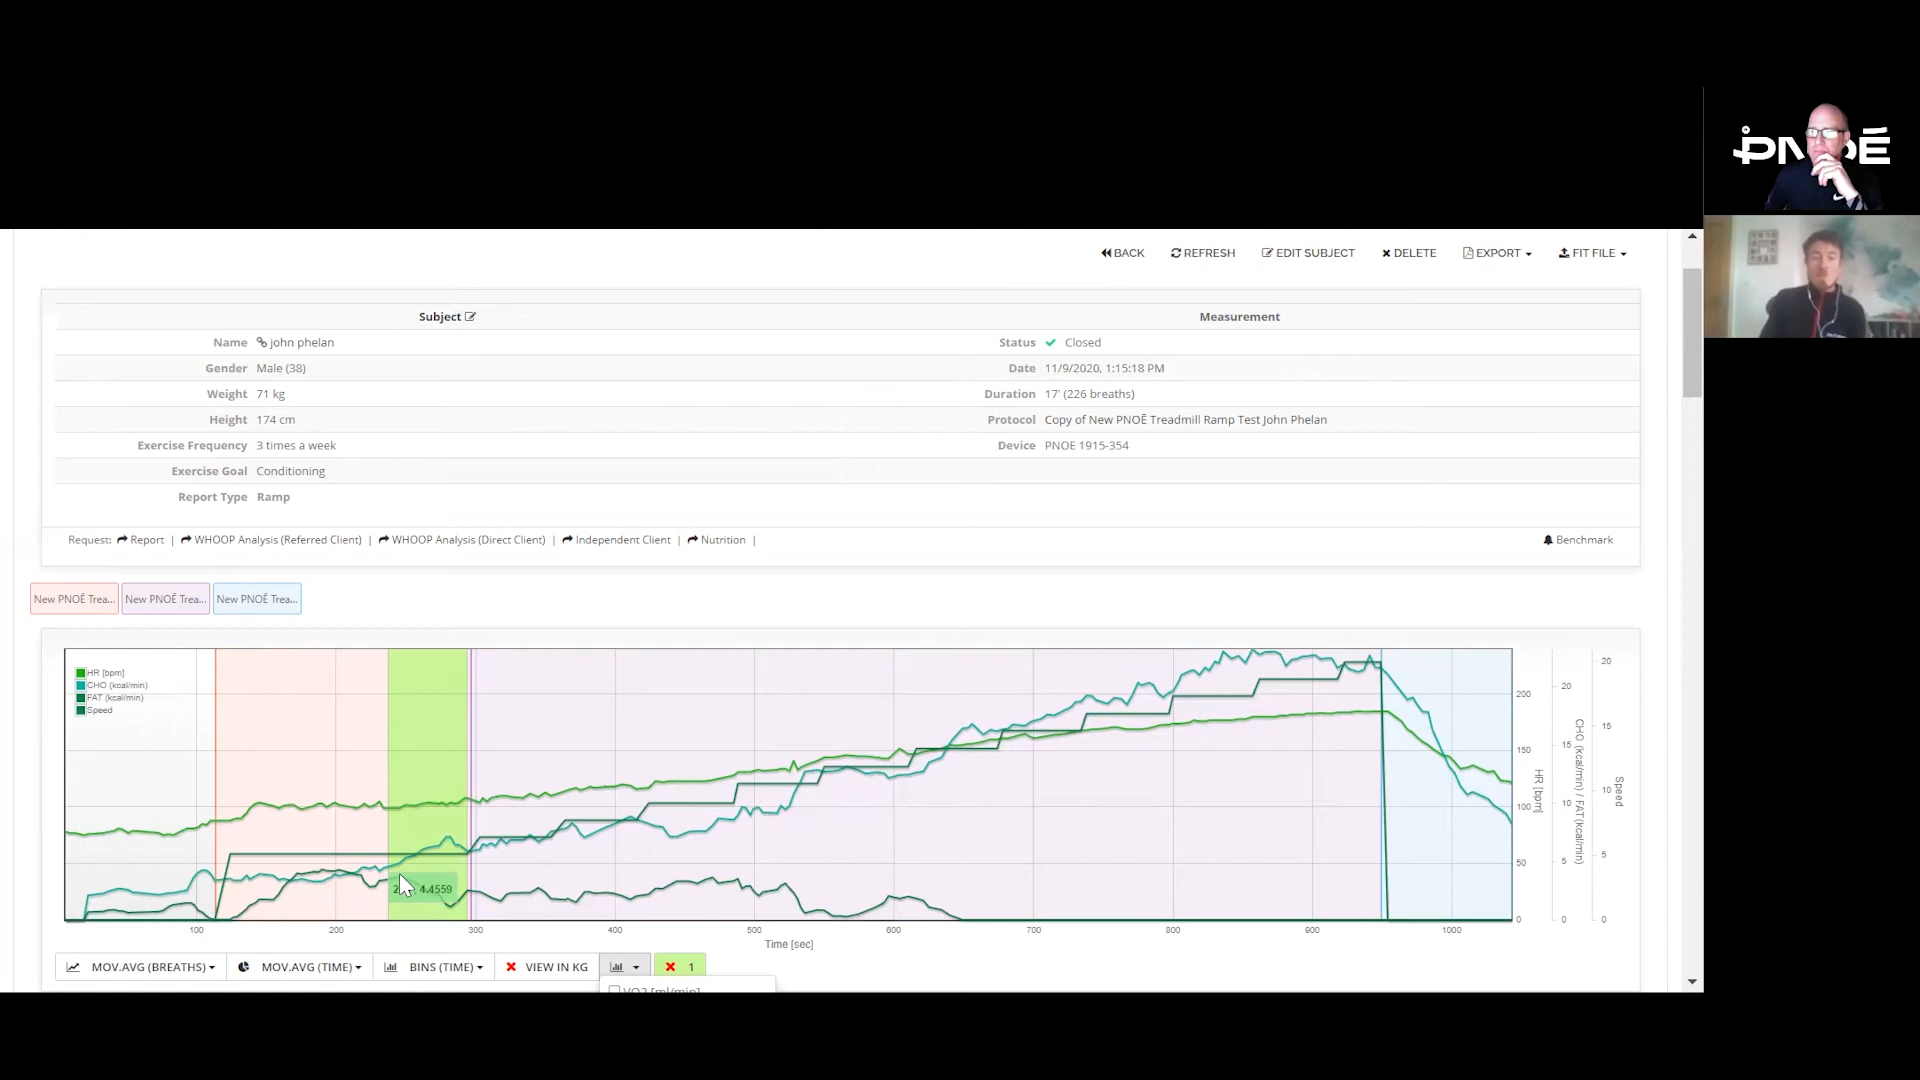 PNOĒ
BACK REFRESH EDIT SUBJECT DELETE EXPORT FIT FILE
Subject Measurement
Name john phelan Status Closed
Gender Male (38) Date 11/9/2020, 1:15:18 PM
Weight 71 kg Duration 17' (226 breaths)
Height 174 cm Protocol Copy of New PNOĒ Treadmill Ramp Test John Phelan
Exercise Frequency 3 times a week Device PNOE 1915-354
Exercise Goal Conditioning
Report Type Ramp
Request: Report | WHOOP Analysis (Referred Client) | WHOOP Analysis (Direct Client) | Independent Client | Nutrition | Benchmark
New PNOĒ Trea... New PNOĒ Trea... New PNOĒ Trea...
HR [bpm]
CHO (kcal/min)
FAT (kcal/min)
Speed
200 150 100 50 0
HR [bpm]
20 15 10 5 0
CHO (kcal/min) / FAT (kcal/min)
20 15 10 5 0
Speed
4.4559
100 200 300 400 500 600 700 800 900 1000
Time [sec]
MOV.AVG (BREATHS) MOV.AVG (TIME) BINS (TIME) VIEW IN KG 1
VO2 [ml/min]